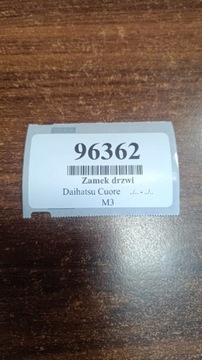 96362
Zamek drzwi
Daihatsu Cuore ../.. - ../..
M3